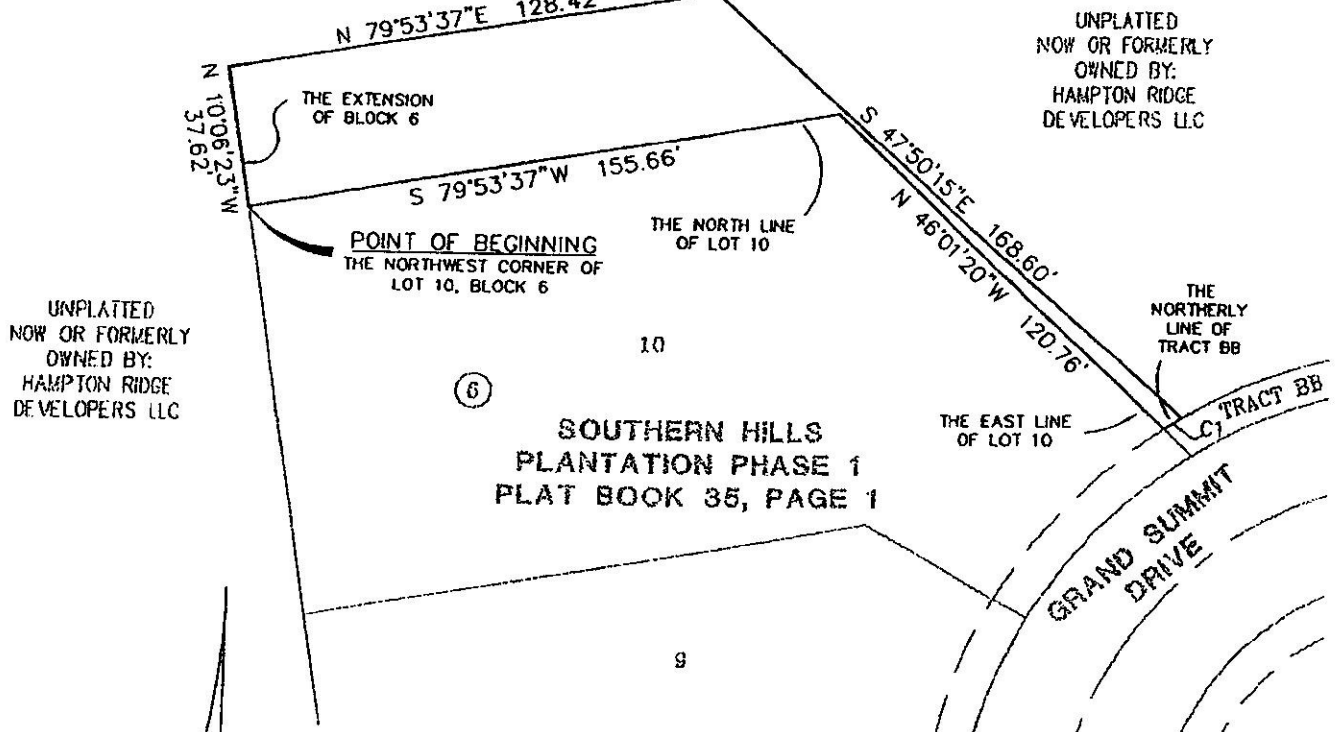 N 79°53'37"E 128.42
UNPLATTED
NOW OR FORMERLY
OWNED BY:
HAMPTON RIDGE
DEVELOPERS LLC
N 10°06'23"W
37.62'
THE EXTENSION
OF BLOCK 6
S 79°53'37"W 155.66'
S 47°50'15"E 168.60'
N 46°01'20"W 120.76'
THE NORTH LINE
OF LOT 10
POINT OF BEGINNING
THE NORTHWEST CORNER OF
LOT 10, BLOCK 6
UNPLATTED
NOW OR FORMERLY
OWNED BY:
HAMPTON RIDGE
DEVELOPERS LLC
THE
NORTHERLY
LINE OF
TRACT BB
10
6
THE EAST LINE
OF LOT 10
C1
TRACT BB
SOUTHERN HILLS
PLANTATION PHASE 1
PLAT BOOK 35, PAGE 1
GRAND SUMMIT
DRIVE
9